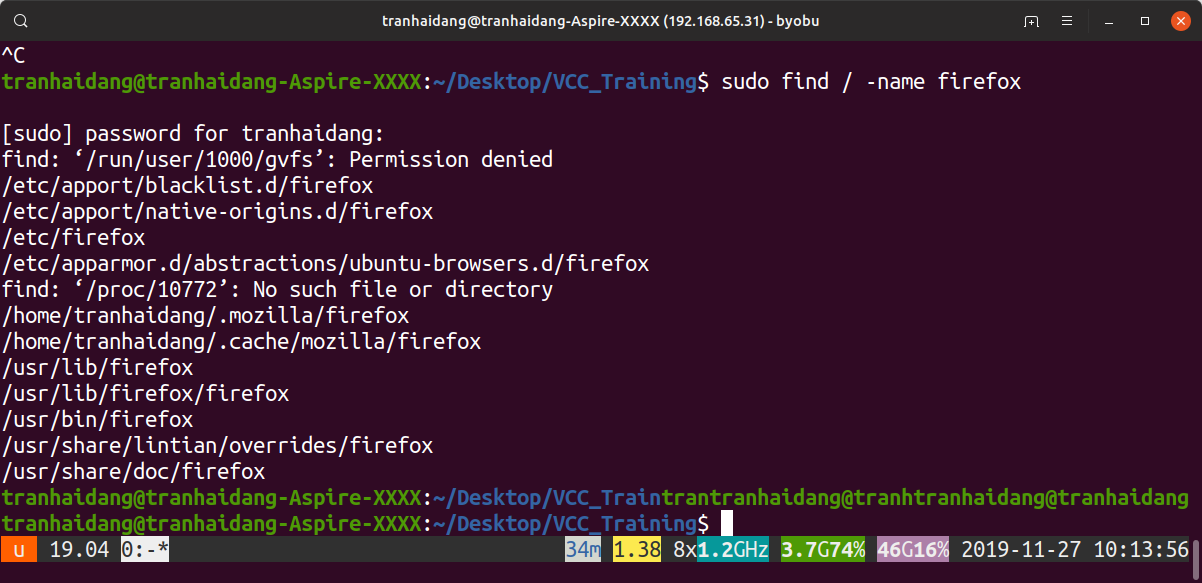 tranhaidang@tranhaidang-Aspire-XXXX (192.168.65.31) - byobu
^C
tranhaidang@tranhaidang-Aspire-XXXX:~/Desktop/VCC_Training$ sudo find / -name firefox
[sudo] password for tranhaidang:
find: ‘/run/user/1000/gvfs’: Permission denied
/etc/apport/blacklist.d/firefox
/etc/apport/native-origins.d/firefox
/etc/firefox
/etc/apparmor.d/abstractions/ubuntu-browsers.d/firefox
find: ‘/proc/10772’: No such file or directory
/home/tranhaidang/.mozilla/firefox
/home/tranhaidang/.cache/mozilla/firefox
/usr/lib/firefox
/usr/lib/firefox/firefox
/usr/bin/firefox
/usr/share/lintian/overrides/firefox
/usr/share/doc/firefox
tranhaidang@tranhaidang-Aspire-XXXX:~/Desktop/VCC_Traintrantranhaidang@tranhtranhaidang@tranhaidang
tranhaidang@tranhaidang-Aspire-XXXX:~/Desktop/VCC_Training$
u 19.04 0:-* 34m 1.38 8x1.2GHz 3.7G74% 46G16% 2019-11-27 10:13:56